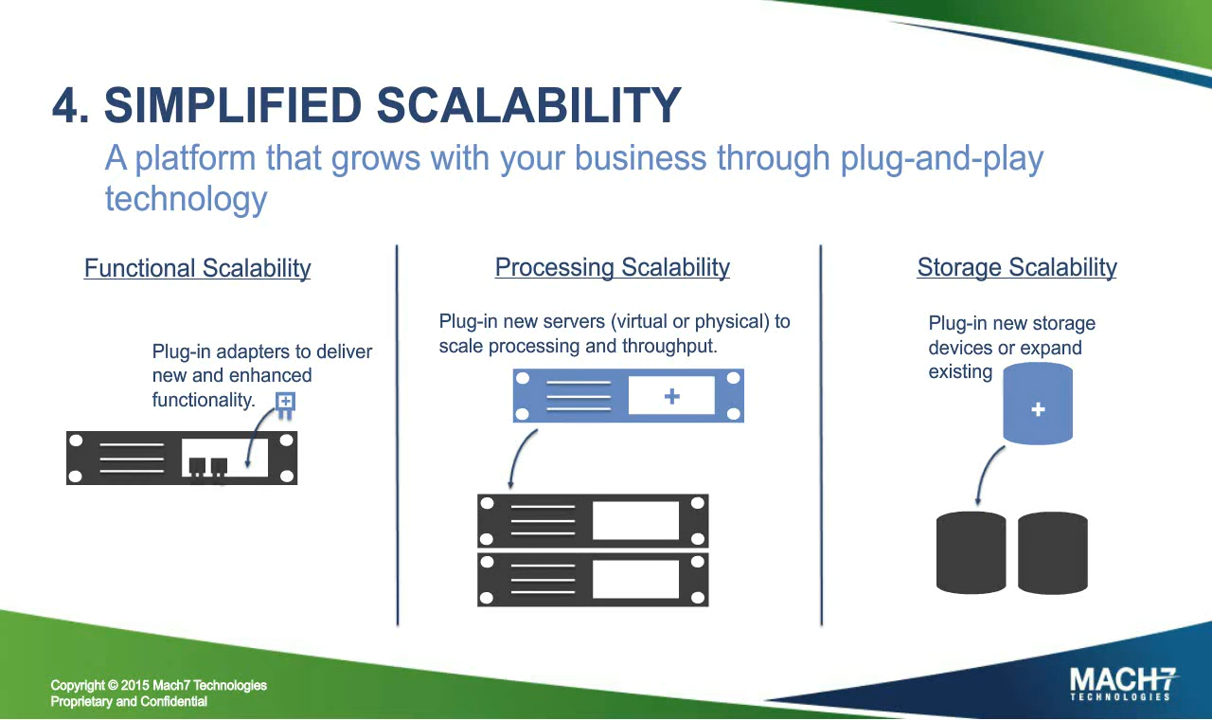 4. SIMPLIFIED SCALABILITY
A platform that grows with your business through plug-and-play
technology
Functional Scalability
Plug-in adapters to deliver
new and enhanced
functionality.
Processing Scalability
Plug-in new servers (virtual or physical) to
scale processing and throughput.
Storage Scalability
Plug-in new storage
devices or expand
existing
Copyright © 2015 Mach7 Technologies
Proprietary and Confidential
MACH7
TECHNOLOGIES